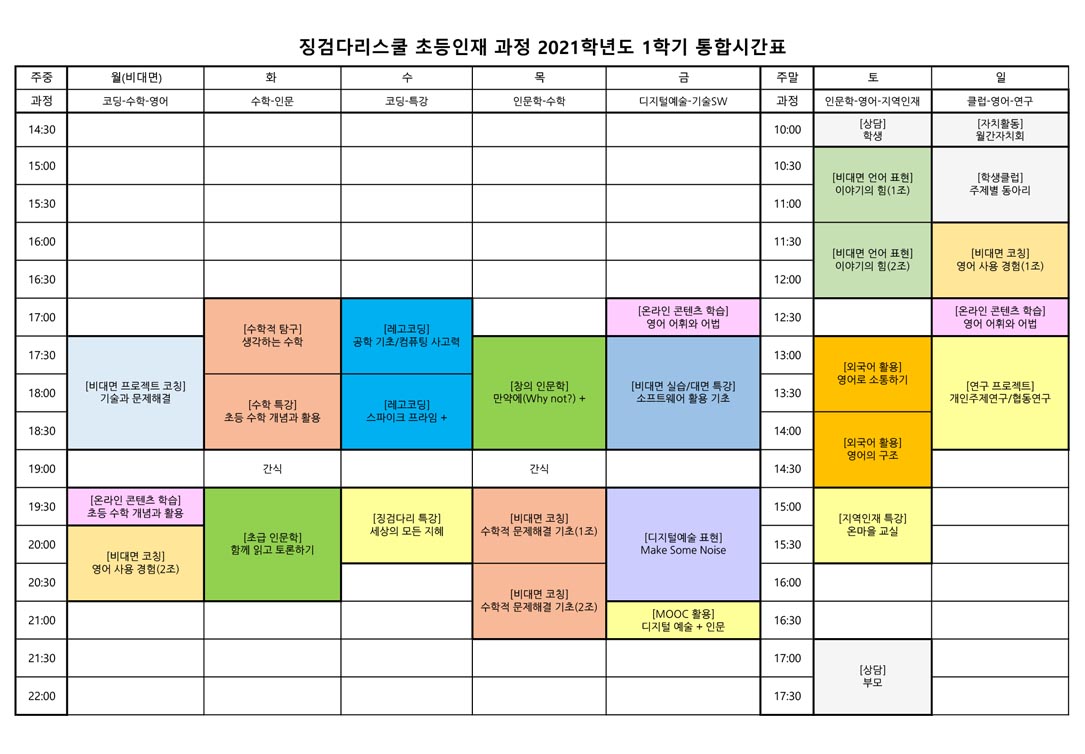 징검다리스쿨 초등인재 과정 2021학년도 1학기 통합시간표
주중 월(비대면) 화 수 목 금 주말 토 일
과정 코딩-수학-영어 수학-인문 코딩-특강 인문학-수학 디지털예술-기술SW 과정 인문학-영어-지역인재 클럽-영어-연구
14:30 10:00
[상담]
학생
[자치활동]
월간자치회
15:00 10:30
[비대면 언어 표현]
이야기의 힘(1조)
[학생클럽]
주제별 동아리
15:30 11:00
16:00 11:30
[비대면 언어 표현]
이야기의 힘(2조)
[비대면 코칭]
영어 사용 경험(1조)
16:30 12:00
17:00 12:30
[수학적 탐구]
생각하는 수학
[레고코딩]
공학 기초/컴퓨팅 사고력
[온라인 콘텐츠 학습]
영어 어휘와 어법
[온라인 콘텐츠 학습]
영어 어휘와 어법
17:30 13:00
[비대면 프로젝트 코칭]
기술과 문제해결
[창의 인문학]
만약에(Why not?) +
[비대면 실습/대면 특강]
소프트웨어 활용 기초
[외국어 활용]
영어로 소통하기
[연구 프로젝트]
개인주제연구/협동연구
18:00 13:30
[수학 특강]
초등 수학 개념과 활용
[레고코딩]
스파이크 프라임 +
18:30 14:00
[외국어 활용]
영어의 구조
19:00 간식 간식 14:30
19:30 15:00
[온라인 콘텐츠 학습]
초등 수학 개념과 활용
[초급 인문학]
함께 읽고 토론하기
[징검다리 특강]
세상의 모든 지혜
[비대면 코칭]
수학적 문제해결 기초(1조)
[디지털예술 표현]
Make Some Noise
[지역인재 특강]
온마을 교실
20:00 15:30
[비대면 코칭]
영어 사용 경험(2조)
20:30 16:00
[비대면 코칭]
수학적 문제해결 기초(2조)
21:00 16:30
[MOOC 활용]
디지털 예술 + 인문
21:30 17:00
[상담]
부모
22:00 17:30